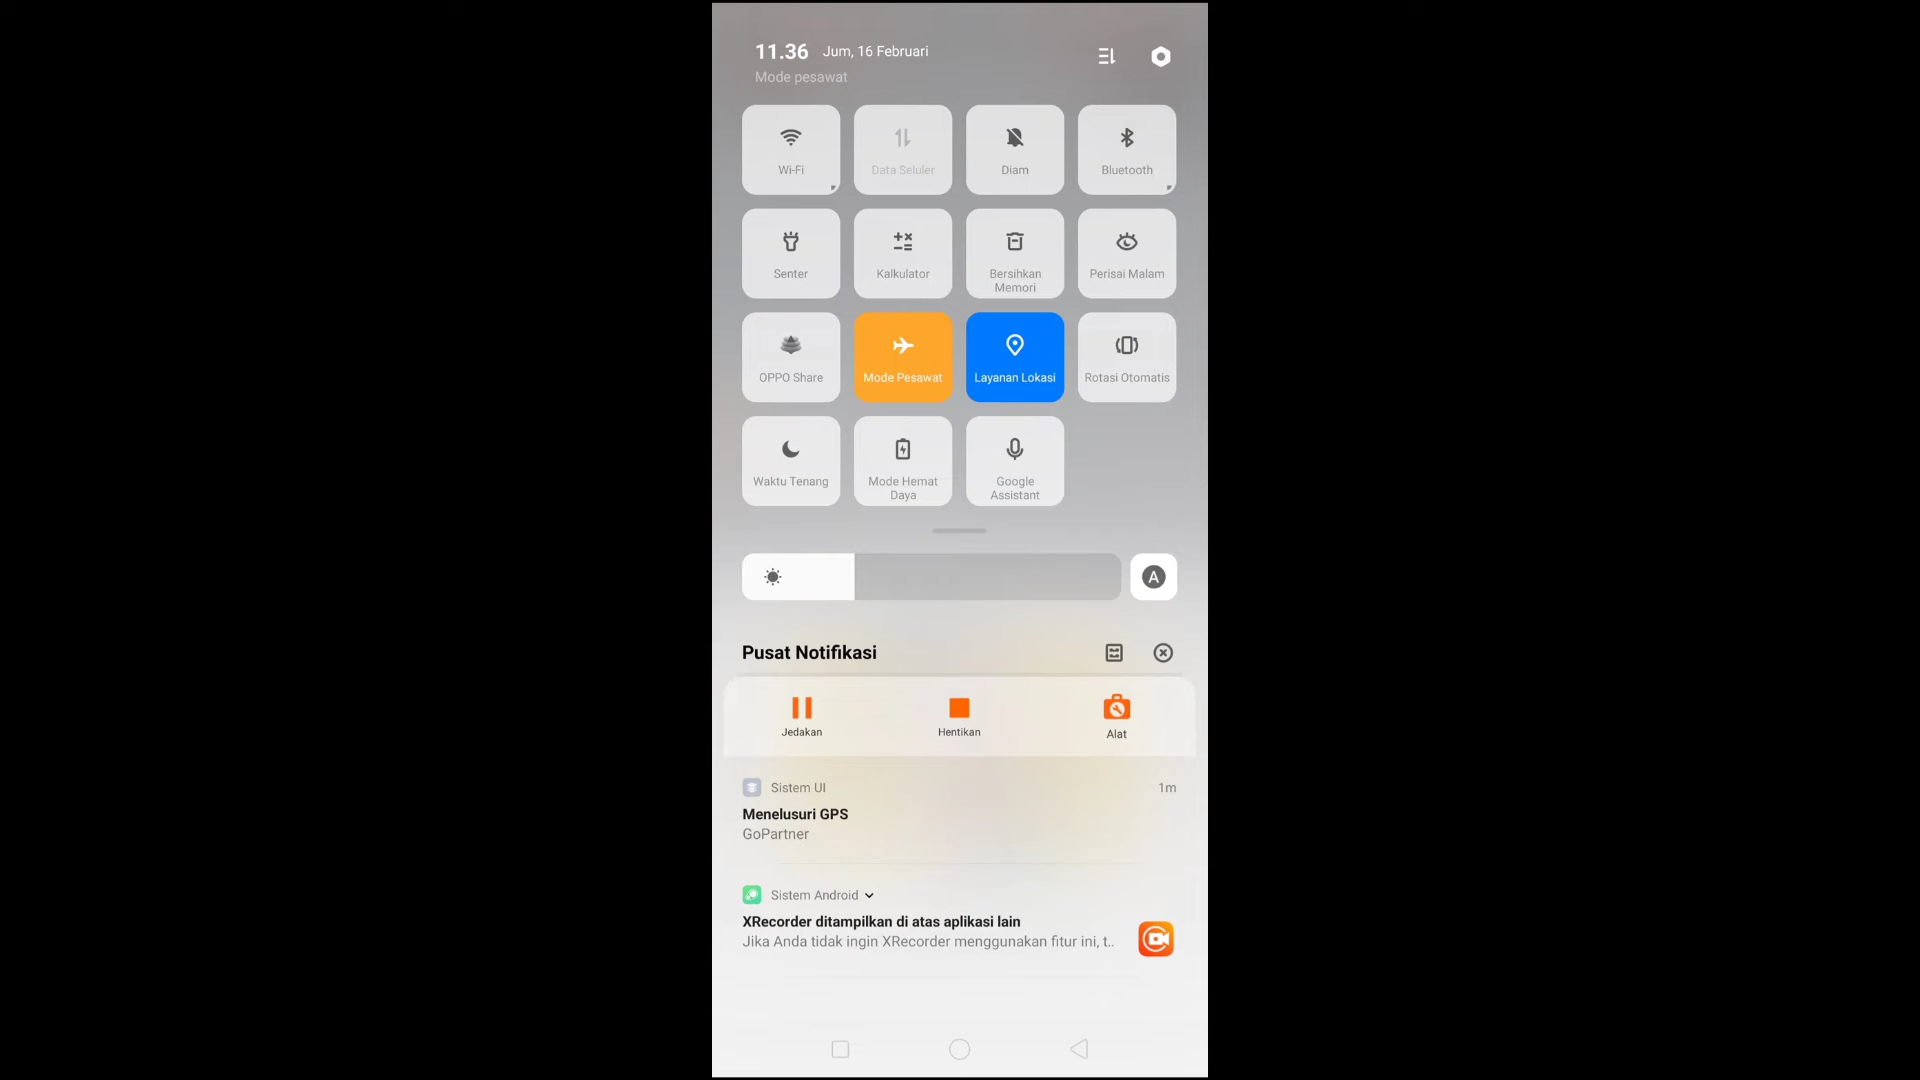 11.36 Jum, 16 Februari
Mode pesawat
Wi-Fi
Data Seluler
Diam
Bluetooth
Senter
Kalkulator
Bersihkan
Memori
Perisai Malam
OPPO Share
Mode Pesawat
Layanan Lokasi
Rotasi Otomatis
Waktu Tenang
Mode Hemat
Daya
Google
Assistant
A
Pusat Notifikasi
Jedakan
Hentikan
Alat
Sistem UI 1m
Menelusuri GPS
GoPartner
Sistem Android
XRecorder ditampilkan di atas aplikasi lain
Jika Anda tidak ingin XRecorder menggunakan fitur ini, t..